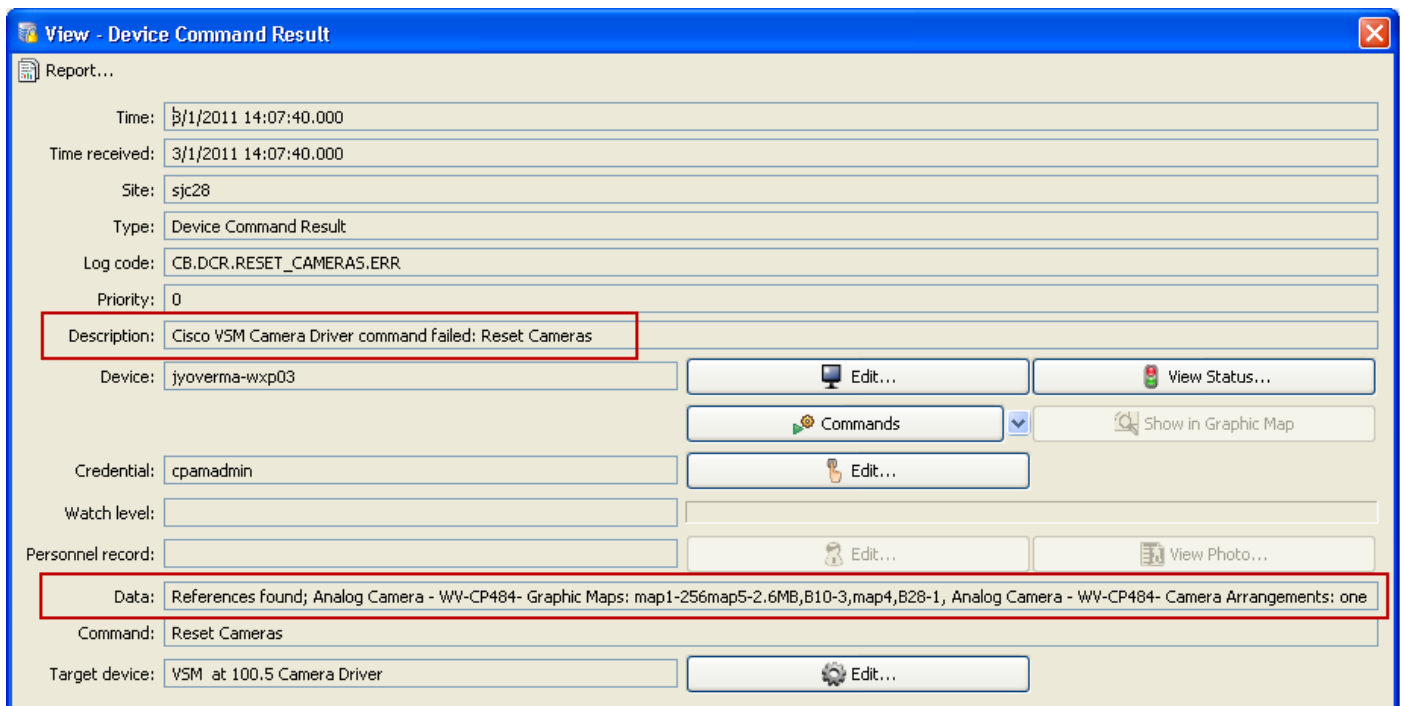 View - Device Command Result
Report...
Time: 3/1/2011 14:07:40.000
Time received: 3/1/2011 14:07:40.000
Site: sjc28
Type: Device Command Result
Log code: CB.DCR.RESET_CAMERAS.ERR
Priority: 0
Description: Cisco VSM Camera Driver command failed: Reset Cameras
Device: jyoverma-wxp03 Edit... View Status...
Commands Show in Graphic Map
Credential: cpamadmin Edit...
Watch level:
Personnel record: Edit... View Photo...
Data: References found; Analog Camera - WV-CP484- Graphic Maps: map1-256map5-2.6MB,B10-3,map4,B28-1, Analog Camera - WV-CP484- Camera Arrangements: one
Command: Reset Cameras
Target device: VSM at 100.5 Camera Driver Edit...